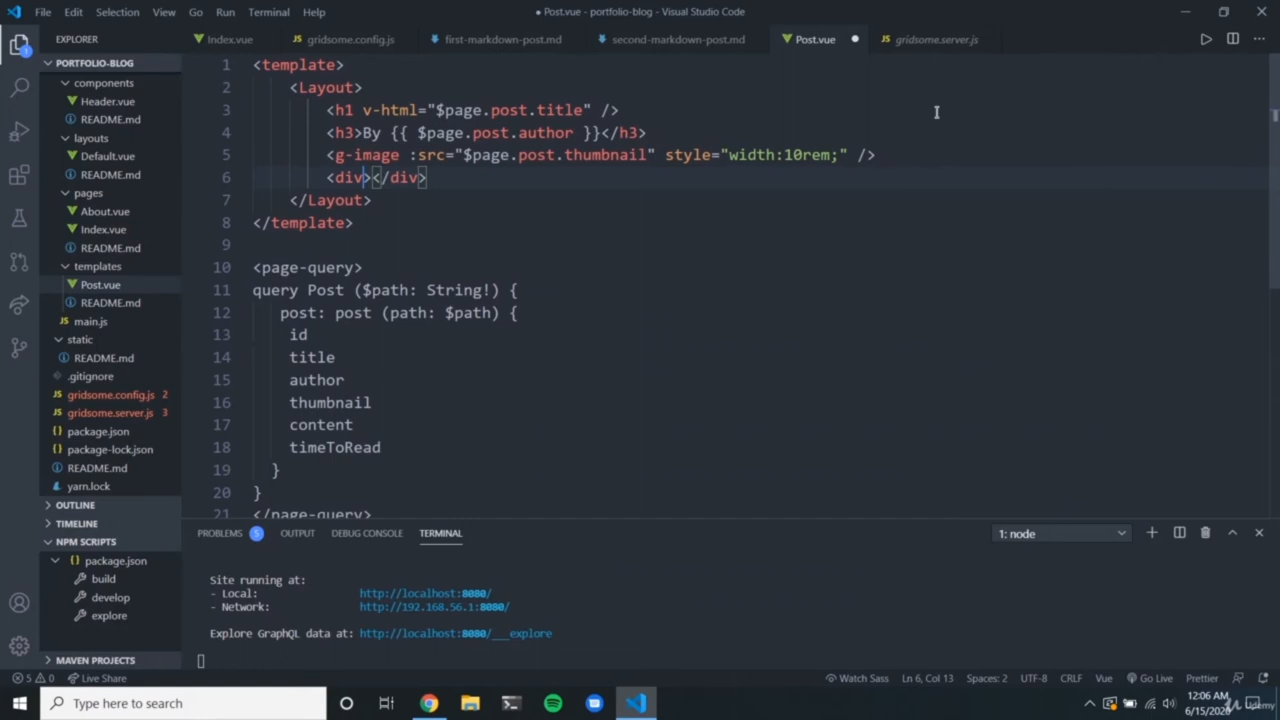 File Edit Selection View Go Run Terminal Help
● Post.vue - portfolio-blog - Visual Studio Code
EXPLORER
Index.vue
gridsome.config.js
first-markdown-post.md
second-markdown-post.md
Post.vue
gridsome.server.js
PORTFOLIO-BLOG
components
Header.vue
README.md
layouts
Default.vue
README.md
pages
About.vue
Index.vue
README.md
templates
Post.vue
README.md
main.js
static
README.md
.gitignore
gridsome.config.js 2
gridsome.server.js 3
package.json
package-lock.json
README.md
yarn.lock
OUTLINE
TIMELINE
NPM SCRIPTS
package.json
build
develop
explore
MAVEN PROJECTS
1 <template>
2 <Layout>
3 <h1 v-html="$page.post.title" />
4 <h3>By {{ $page.post.author }}</h3>
5 <g-image :src="$page.post.thumbnail" style="width:10rem;" />
6 <div></div>
7 </Layout>
8 </template>
9
10 <page-query>
11 query Post ($path: String!) {
12 post: post (path: $path) {
13 id
14 title
15 author
16 thumbnail
17 content
18 timeToRead
19 }
20 }
21 </page-query>
PROBLEMS 5 OUTPUT DEBUG CONSOLE TERMINAL
1: node
Site running at:
- Local: http://localhost:8080/
- Network: http://192.168.56.1:8080/
Explore GraphQL data at: http://localhost:8080/___explore
5 0 Live Share
Watch Sass Ln 6, Col 13 Spaces: 2 UTF-8 CRLF Vue Go Live Prettier
Type here to search
12:06 AM
6/15/2020
Udemy